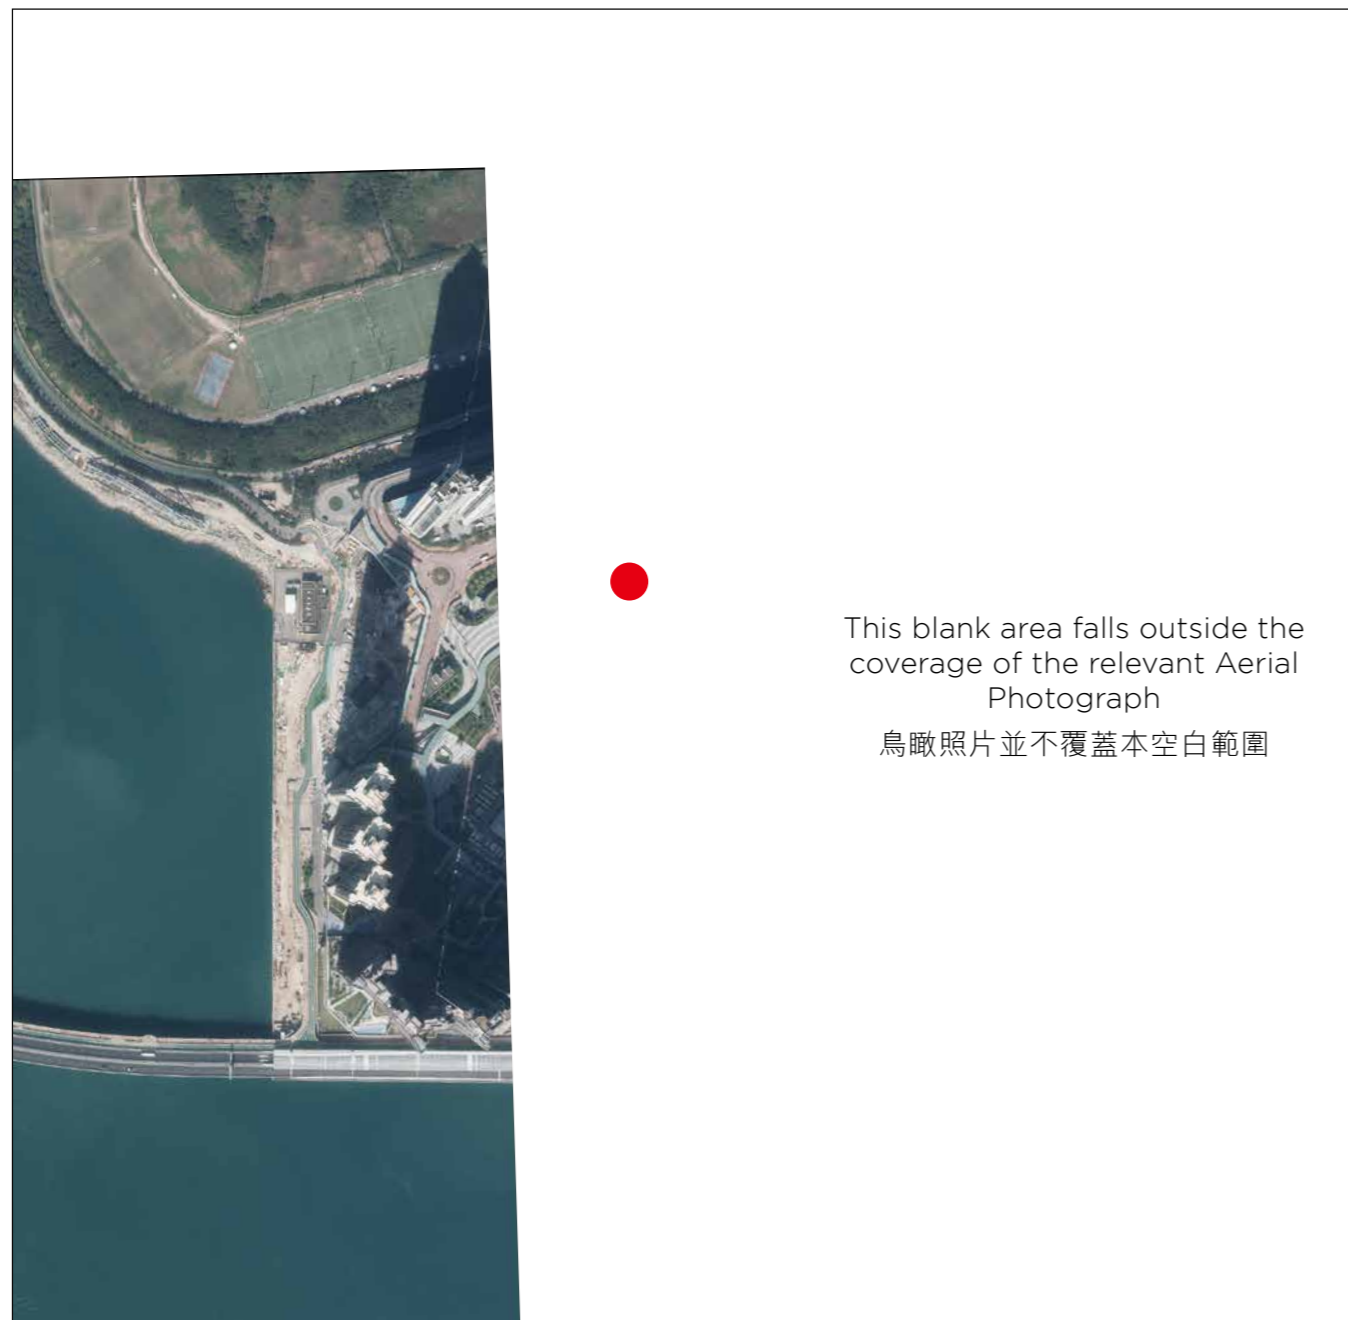 This blank area falls outside the
coverage of the relevant Aerial
Photograph
鳥瞰照片並不覆蓋本空白範圍